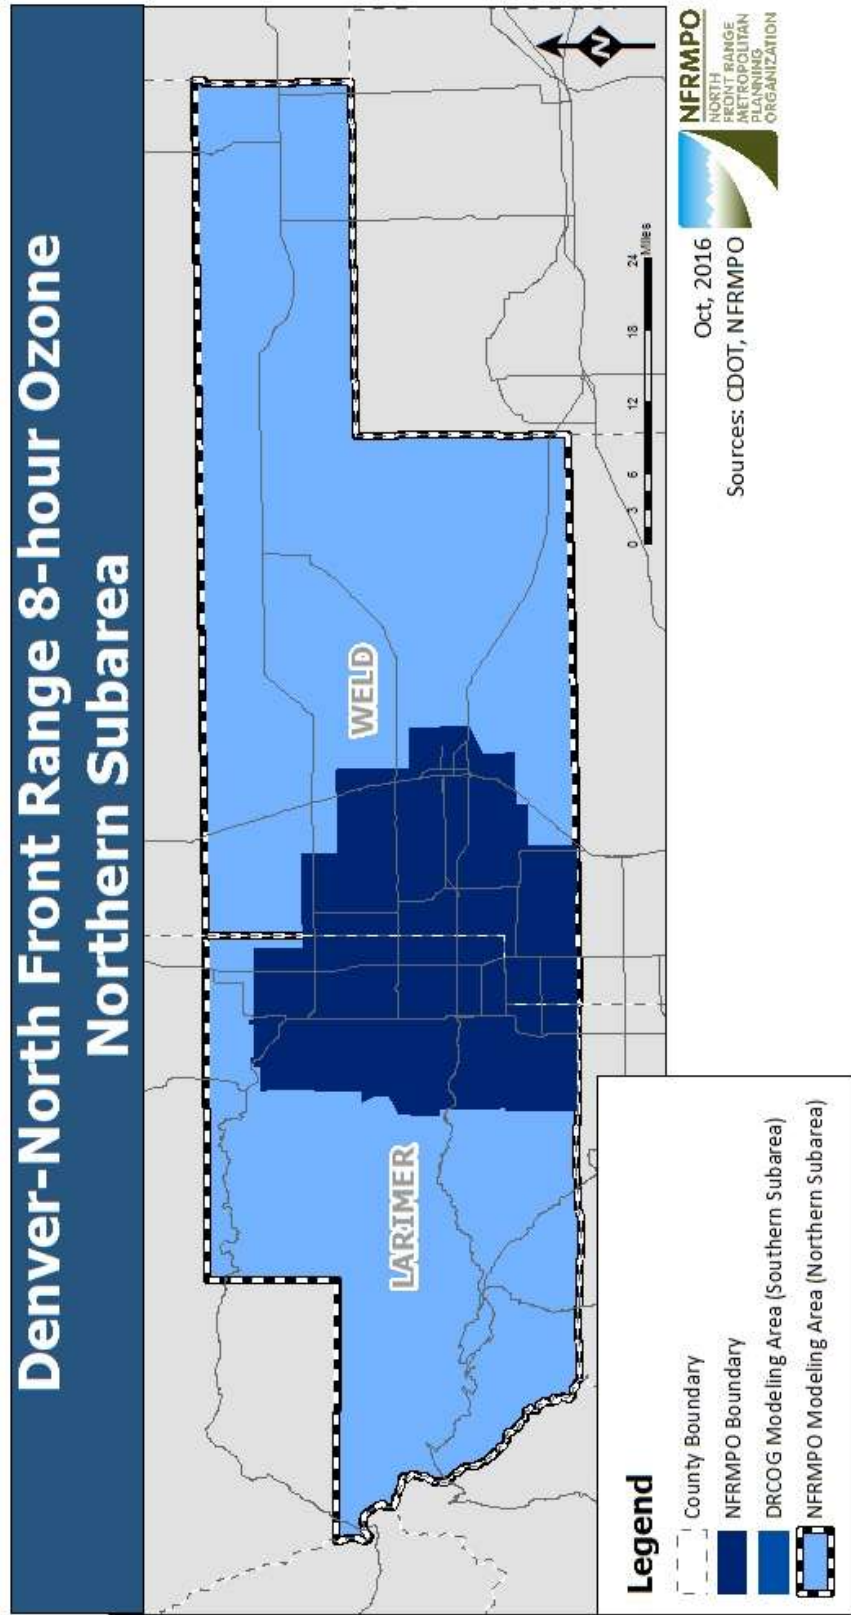 Denver-North Front Range 8-hour Ozone
Northern Subarea
WELD
LARIMER
N
0 3 6 12 18 24
Miles
Legend
County Boundary
NFRMPO Boundary
DRCOG Modeling Area (Southern Subarea)
NFRMPO Modeling Area (Northern Subarea)
Oct, 2016
Sources: CDOT, NFRMPO
NFRMPO
NORTH
FRONT RANGE
METROPOLITAN
PLANNING
ORGANIZATION